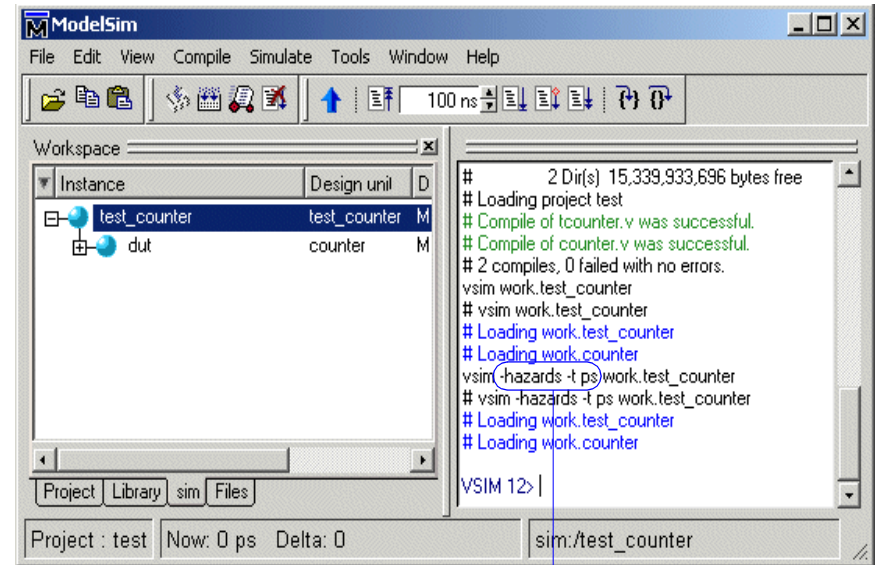 ModelSim
File Edit View Compile Simulate Tools Window Help
100 ns
Workspace
Instance Design unit D
test_counter test_counter M
dut counter M
Project Library sim Files
# 2 Dir(s) 15,339,933,696 bytes free
# Loading project test
# Compile of tcounter.v was successful.
# Compile of counter.v was successful.
# 2 compiles, 0 failed with no errors.
vsim work.test_counter
# vsim work.test_counter
# Loading work.test_counter
# Loading work.counter
vsim -hazards -t ps work.test_counter
# vsim -hazards -t ps work.test_counter
# Loading work.test_counter
# Loading work.counter
VSIM 12>
Project : test Now: 0 ps Delta: 0 sim:/test_counter